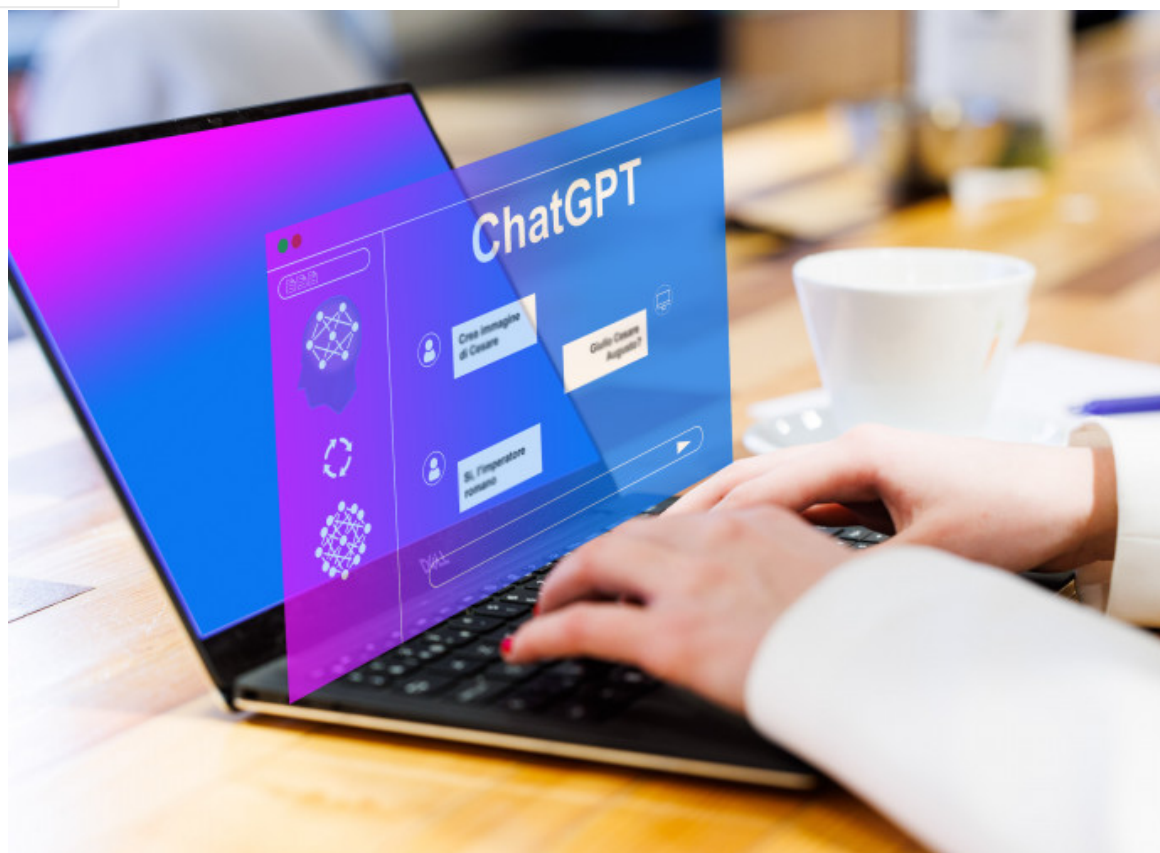 ChatGPT
Crea immagine
di Cesare
Giulio Cesare
Augusto?
Sì, l'imperatore
romano